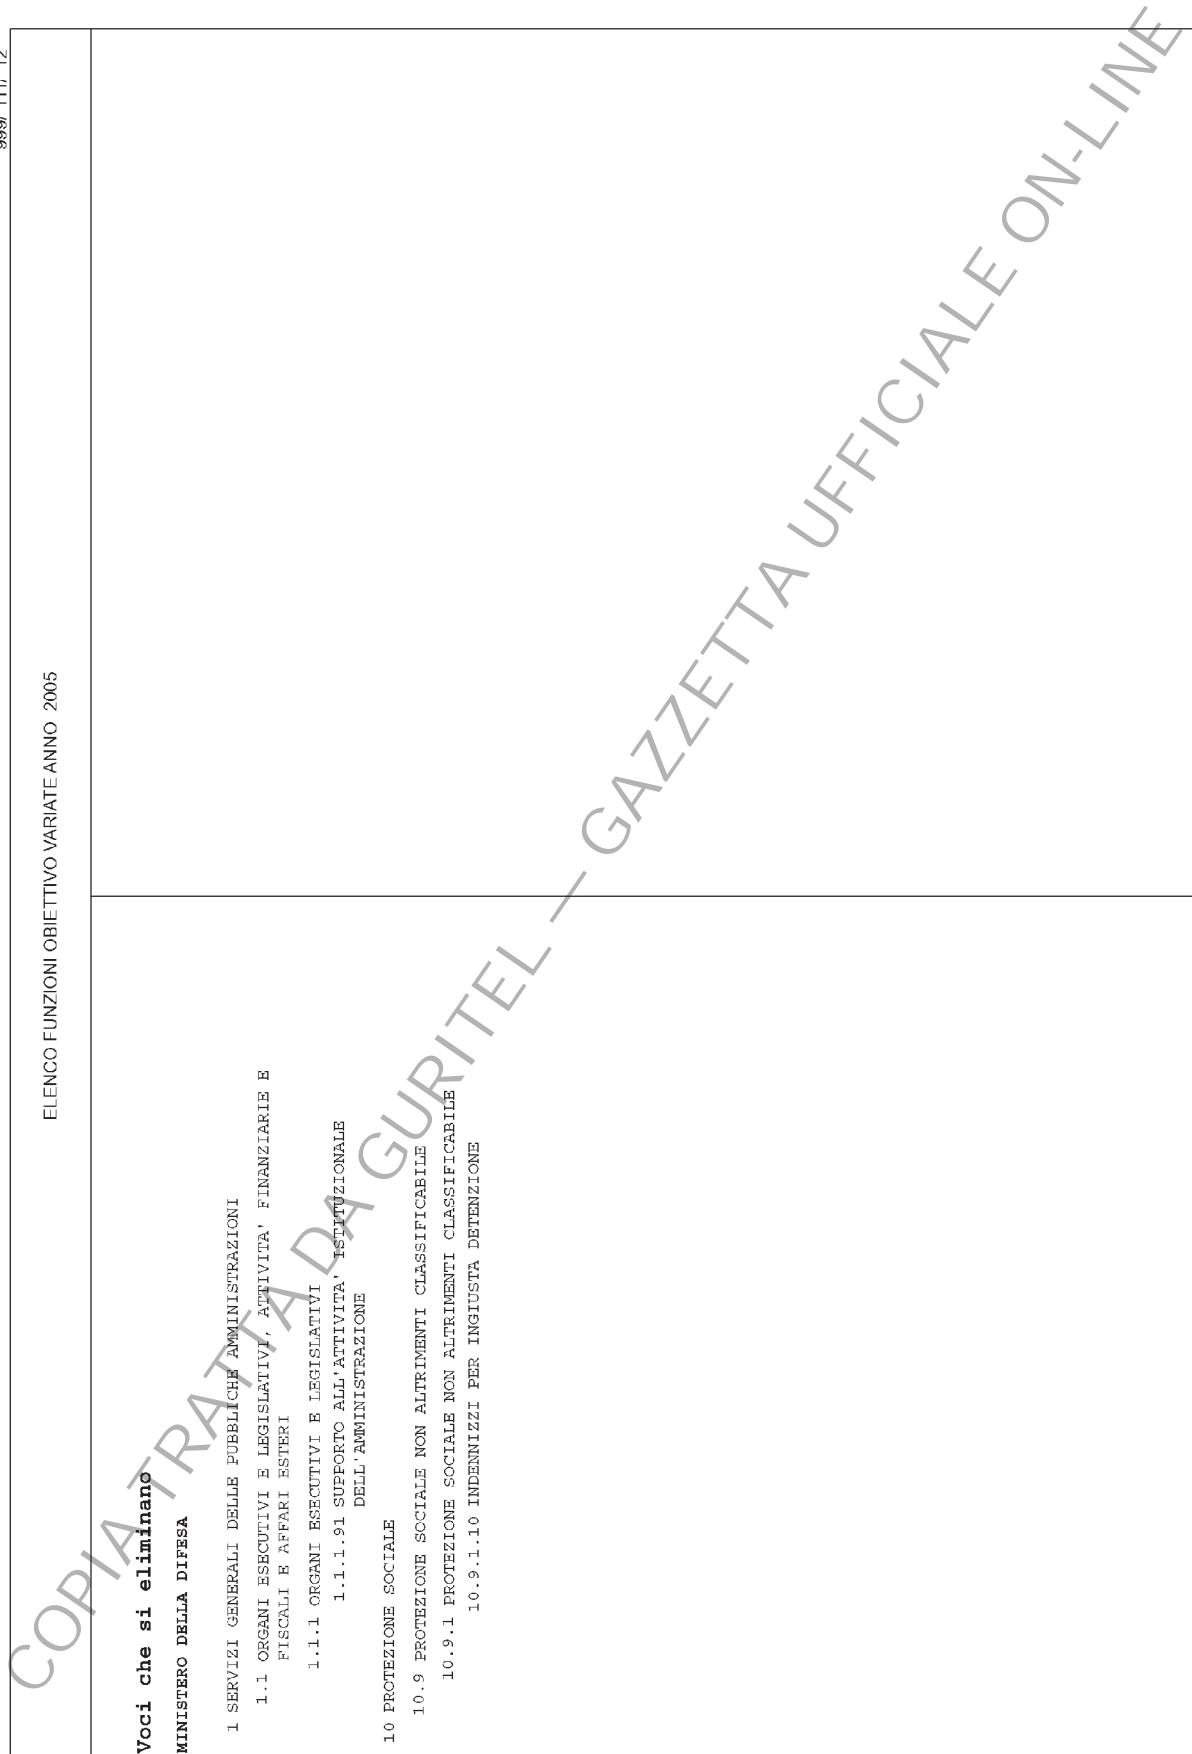 ELENCO FUNZIONI OBIETTIVO VARIATE ANNO 2005
Voci che si eliminano
MINISTERO DELLA DIFESA
1 SERVIZI GENERALI DELLE PUBBLICHE AMMINISTRAZIONI
1.1 ORGANI ESECUTIVI E LEGISLATIVI, ATTIVITA' FINANZIARIE E
FISCALI E AFFARI ESTERI
1.1.1 ORGANI ESECUTIVI E LEGISLATIVI
1.1.1.91 SUPPORTO ALL'ATTIVITA' ISTITUZIONALE
DELL'AMMINISTRAZIONE
10 PROTEZIONE SOCIALE
10.9 PROTEZIONE SOCIALE NON ALTRIMENTI CLASSIFICABILE
10.9.1 PROTEZIONE SOCIALE NON ALTRIMENTI CLASSIFICABILE
10.9.1.10 INDENNIZZI PER INGIUSTA DETENZIONE
COPIA TRATTA DA GURITEL — GAZZETTA UFFICIALE ON-LINE